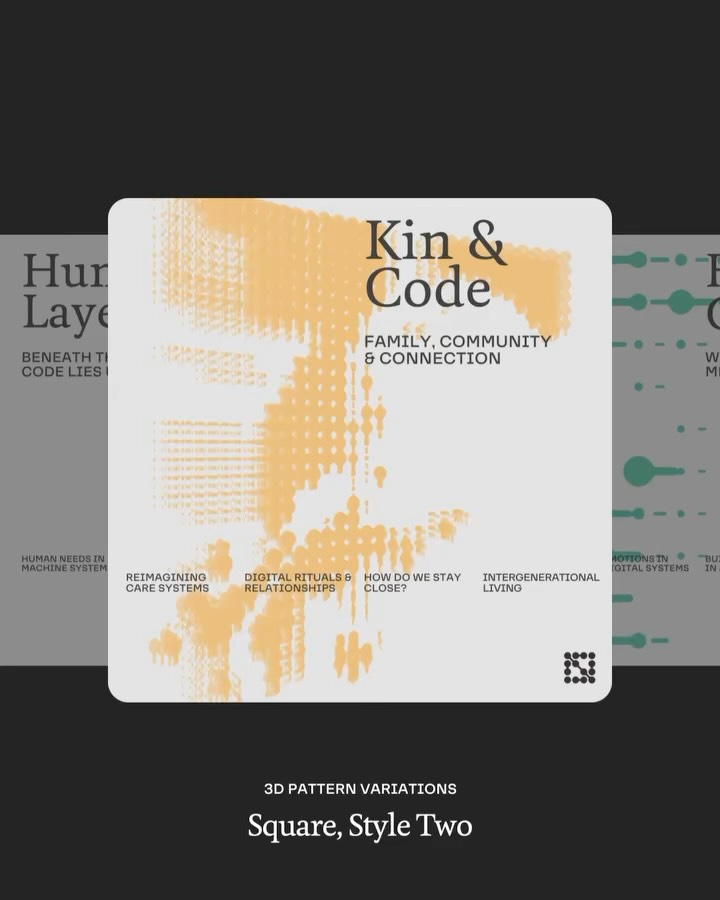 Kin &
Code
FAMILY, COMMUNITY
& CONNECTION
REIMAGINING
CARE SYSTEMS
DIGITAL RITUALS &
RELATIONSHIPS
HOW DO WE STAY
CLOSE?
INTERGENERATIONAL
LIVING
Hum
Laye
BENEATH TH
CODE LIES
HUMAN NEEDS IN
MACHINE SYSTEM
MOTIONS IN
IGITAL SYSTEMS
3D PATTERN VARIATIONS
Square, Style Two